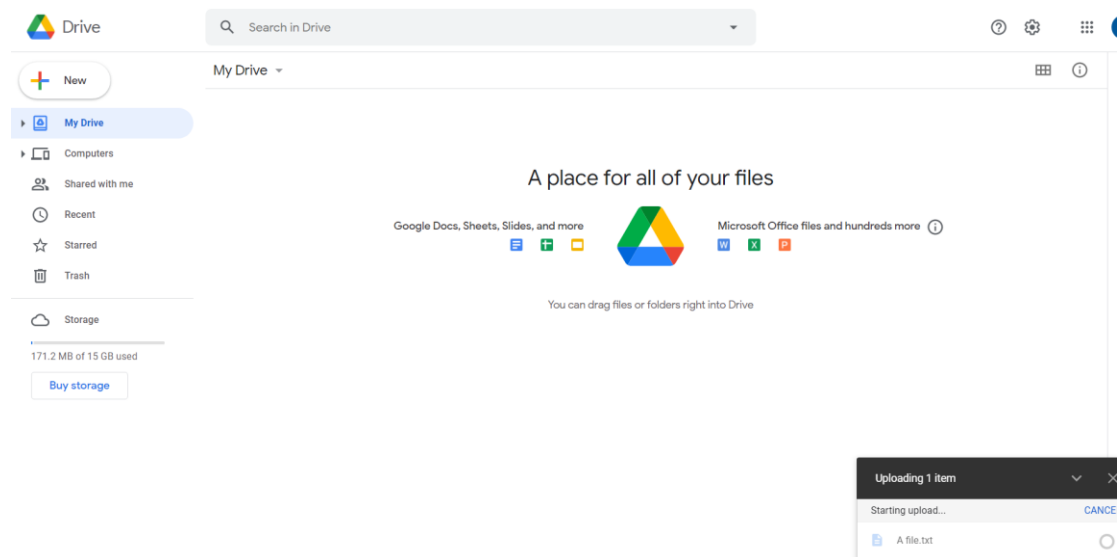 Drive
Search in Drive
New
My Drive
My Drive
Computers
Shared with me
Recent
Starred
Trash
Storage
171.2 MB of 15 GB used
Buy storage
A place for all of your files
Google Docs, Sheets, Slides, and more
Microsoft Office files and hundreds more
W X P
You can drag files or folders right into Drive
Uploading 1 item
Starting upload... CANCE
A file.txt